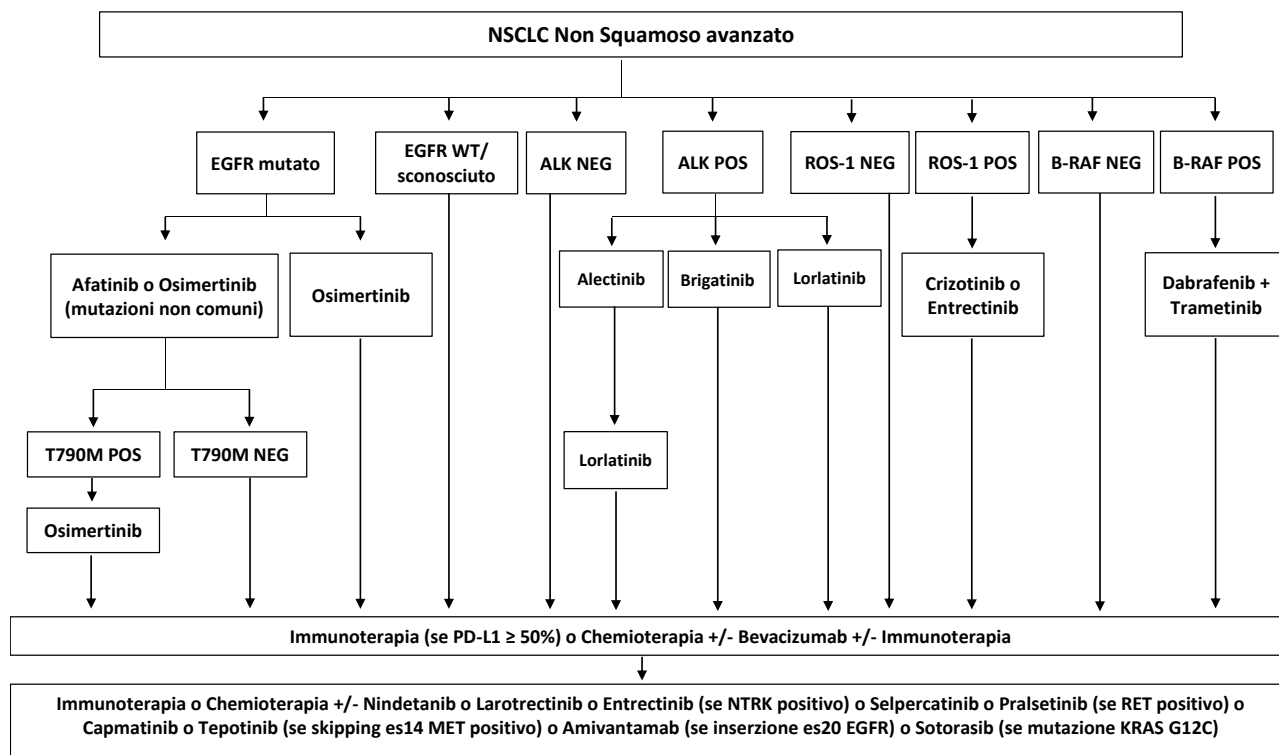 NSCLC Non Squamoso avanzato
EGFR mutato
EGFR WT/
sconosciuto
ALK NEG
ALK POS
ROS-1 NEG
ROS-1 POS
B-RAF NEG
B-RAF POS
Afatinib o Osimertinib
(mutazioni non comuni)
Osimertinib
Alectinib
Brigatinib
Lorlatinib
Crizotinib o
Entrectinib
Dabrafenib +
Trametinib
T790M POS
T790M NEG
Lorlatinib
Osimertinib
Immunoterapia (se PD-L1 ≥ 50%) o Chemioterapia +/- Bevacizumab +/- Immunoterapia
Immunoterapia o Chemioterapia +/- Nindetanib o Larotrectinib o Entrectinib (se NTRK positivo) o Selpercatinib o Pralsetinib (se RET positivo) o
Capmatinib o Tepotinib (se skipping es14 MET positivo) o Amivantamab (se inserzione es20 EGFR) o Sotorasib (se mutazione KRAS G12C)